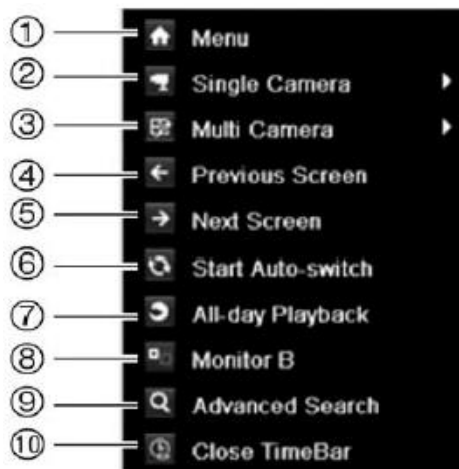 ① Menu
② Single Camera
③ Multi Camera
④ Previous Screen
⑤ Next Screen
⑥ Start Auto-switch
⑦ All-day Playback
⑧ Monitor B
⑨ Advanced Search
⑩ Close TimeBar